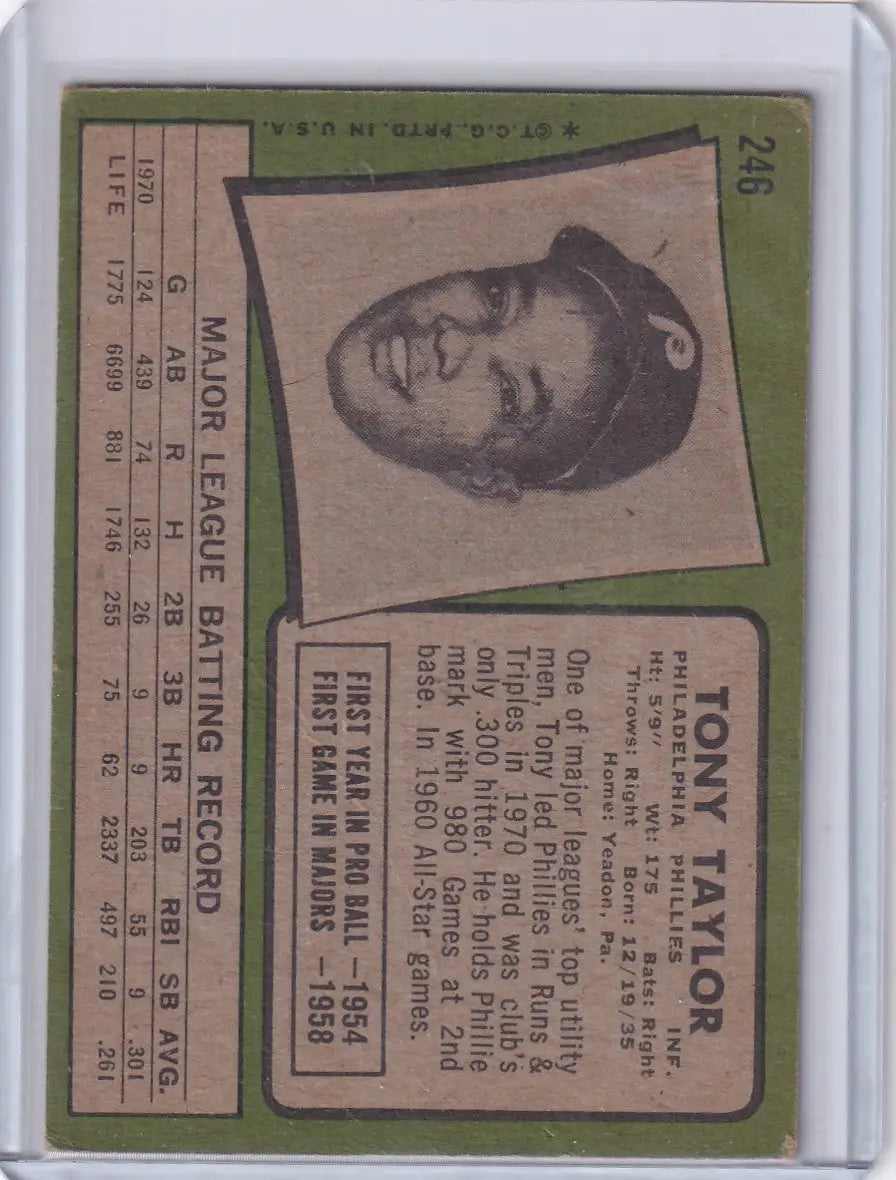 246
*©T.C.G. PRTD. IN U.S.A.
P
TONY TAYLOR
PHILADELPHIA PHILLIES INF.
Ht: 5'9" Wt: 175 Bats: Right
Throws: Right Born: 12/19/35
Home: Yeadon, Pa.
One of major leagues' top utility
men, Tony led Phillies in Runs &
Triples in 1970 and was club's
only .300 hitter. He holds Phillie
mark with 980 Games at 2nd
base. In 1960 All-Star games.
FIRST YEAR IN PRO BALL —1954
FIRST GAME IN MAJORS —1958
MAJOR LEAGUE BATTING RECORD
G AB R H 2B 3B HR TB RBI SB AVG.
1970 124 439 74 132 26 9 9 203 55 9 .301
LIFE 1775 6699 881 1746 255 75 62 2337 497 210 .261